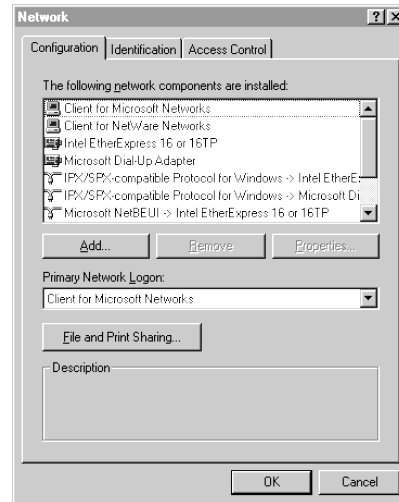 Network
Configuration Identification Access Control
The following network components are installed:
Client for Microsoft Networks
Client for NetWare Networks
Intel EtherExpress 16 or 16TP
Microsoft Dial-Up Adapter
IPX/SPX-compatible Protocol for Windows -> Intel EtherE:
IPX/SPX-compatible Protocol for Windows -> Microsoft Di
Microsoft NetBEUI -> Intel EtherExpress 16 or 16TP
Add... Remove Properties...
Primary Network Logon:
Client for Microsoft Networks
File and Print Sharing...
Description
OK Cancel